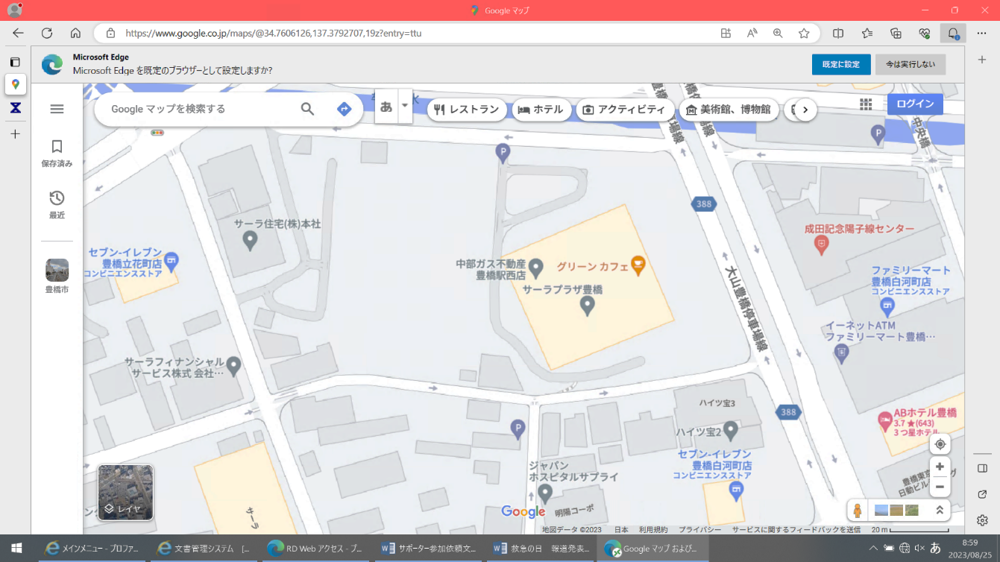 Google マップ
https://www.google.co.jp/maps/@34.7606126,137.3792707,19z?entry=ttu
Microsoft Edge
Microsoft Edge を既定のブラウザーとして設定しますか?
既定に設定
今は実行しない
Google マップを検索する
あ
レストラン
ホテル
アクティビティ
美術館、博物館
ログイン
保存済み
最近
豊橋市
水
中央橋
P
P
388
サーラ住宅(株)本社
成田記念陽子線センター
セブン-イレブン
豊橋立花町店
コンビニエンスストア
中部ガス不動産
豊橋駅西店
グリーン カフェ
サーラプラザ豊橋
大山豊橋停車場線
ファミリーマート
豊橋白河町店
コンビニエンスストア
イーネットATM
ファミリーマート豊橋…
サーラフィナンシャル
サービス株式 会社…
ハイツ宝3
388
ABホテル豊橋
3.7 ★(643)
3 つ星ホテル
P
ハイツ宝2
セブン-イレブン
豊橋白河町店
コンビニエンスストア
ジャパン
ホスピタルサプライ
明陽コーポ
豊橋東
日動ビル
サーラ
レイヤ
Google
地図データ ©2023 日本 利用規約 プライバシー サービスに関するフィードバックを送信 20 m
メインメニュー - プロファ...
文書管理システム [...
RD Web アクセス - プ...
サポーター参加依頼文...
救急の日 報道発表...
Google マップ および...
あ
8:59
2023/08/25